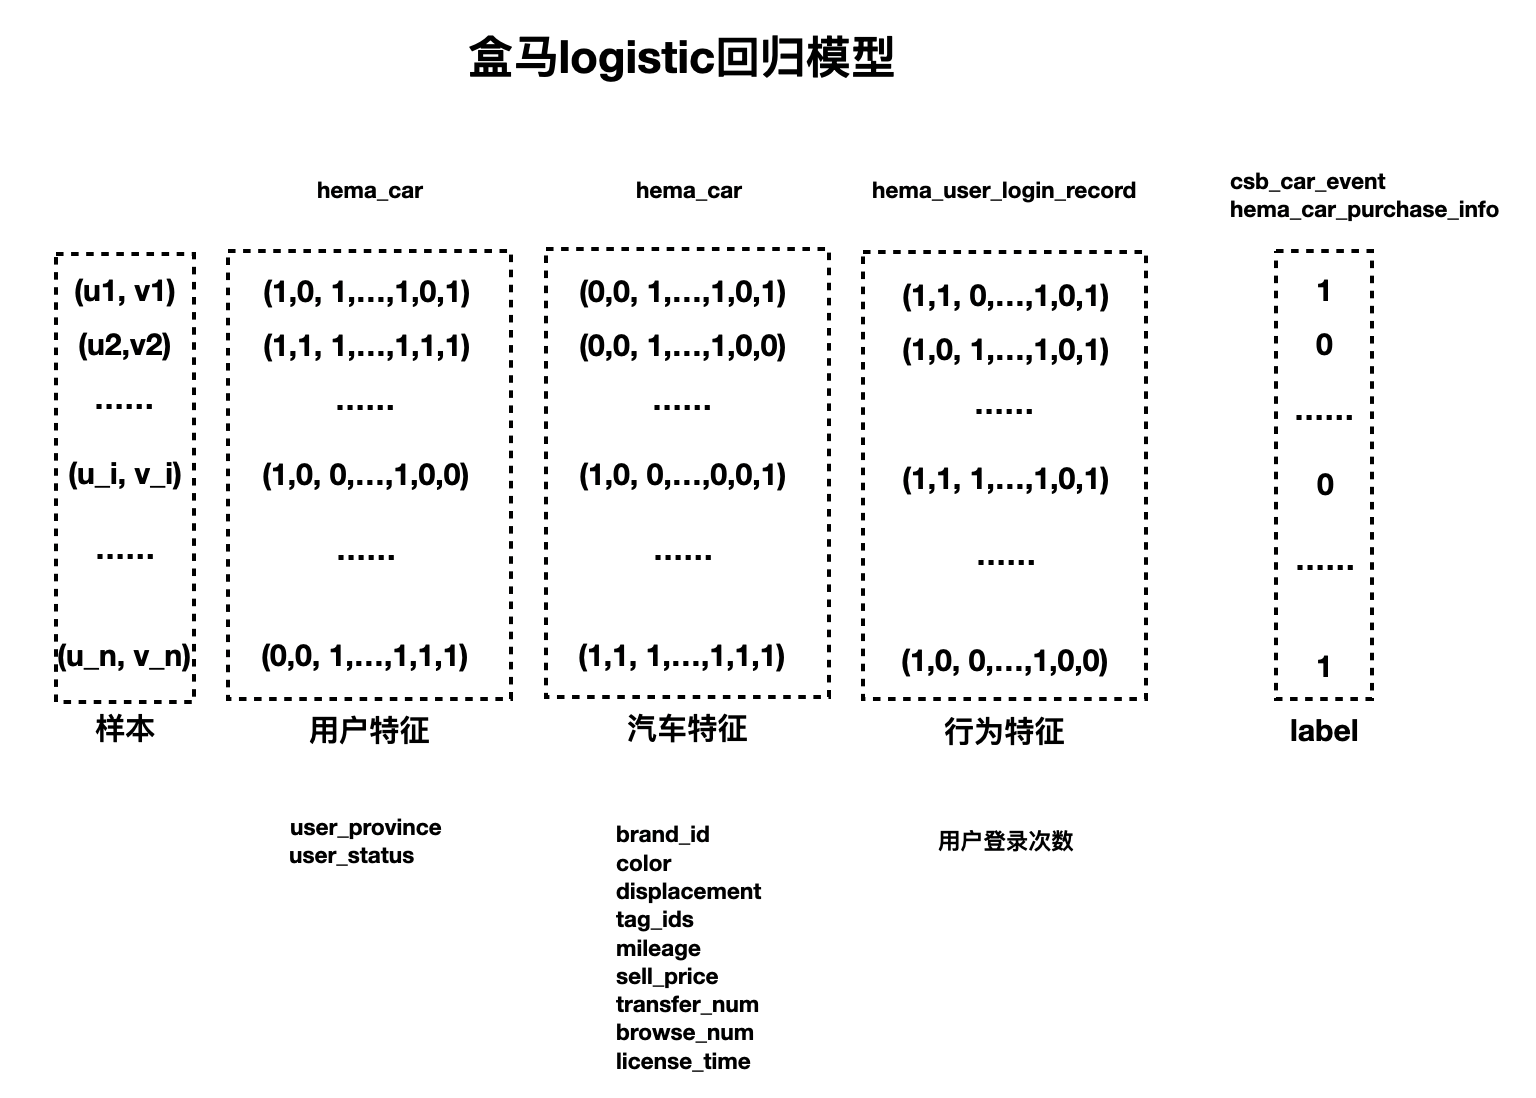 盒马logistic回归模型
hema_car
hema_car
hema_user_login_record
csb_car_event
hema_car_purchase_info
(u1, v1)
(u2,v2)
......
(u_i, v_i)
......
(u_n, v_n)
样本
(1,0, 1,...,1,0,1)
(1,1, 1,...,1,1,1)
......
(1,0, 0,...,1,0,0)
......
(0,0, 1,...,1,1,1)
用户特征
(0,0, 1,...,1,0,1)
(0,0, 1,...,1,0,0)
......
(1,0, 0,...,0,0,1)
......
(1,1, 1,...,1,1,1)
汽车特征
(1,1, 0,...,1,0,1)
(1,0, 1,...,1,0,1)
......
(1,1, 1,...,1,0,1)
......
(1,0, 0,...,1,0,0)
行为特征
1
0
......
0
......
1
label
user_province
user_status
brand_id
color
displacement
tag_ids
mileage
sell_price
transfer_num
browse_num
license_time
用户登录次数